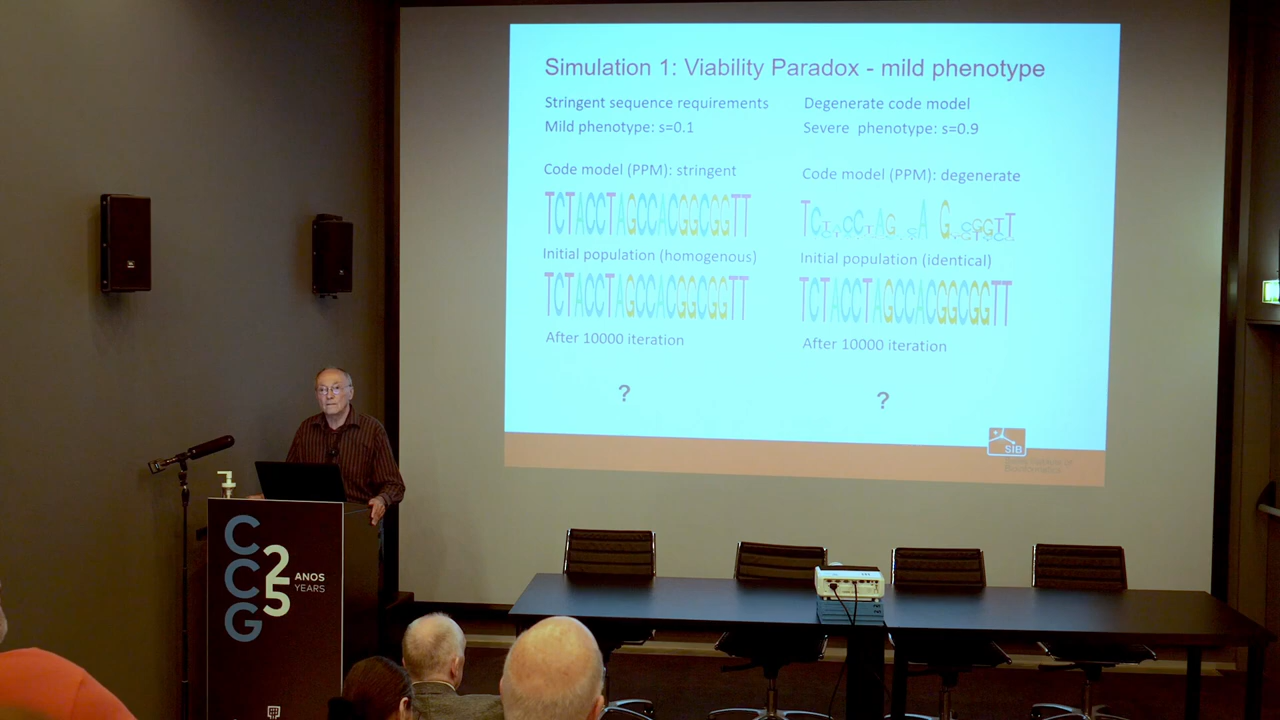 Simulation 1: Viability Paradox - mild phenotype
Stringent sequence requirements
Mild phenotype: s=0.1
Code model (PPM): stringent
TCTACCTAGCCACGGCGGTT
Initial population (homogenous)
TCTACCTAGCCACGGCGGTT
After 10000 iteration
?
Degenerate code model
Severe phenotype: s=0.9
Code model (PPM): degenerate
Initial population (identical)
TCTACCTAGCCACGGCGGTT
After 10000 iteration
?
SIB
CCG
25
ANOS
YEARS